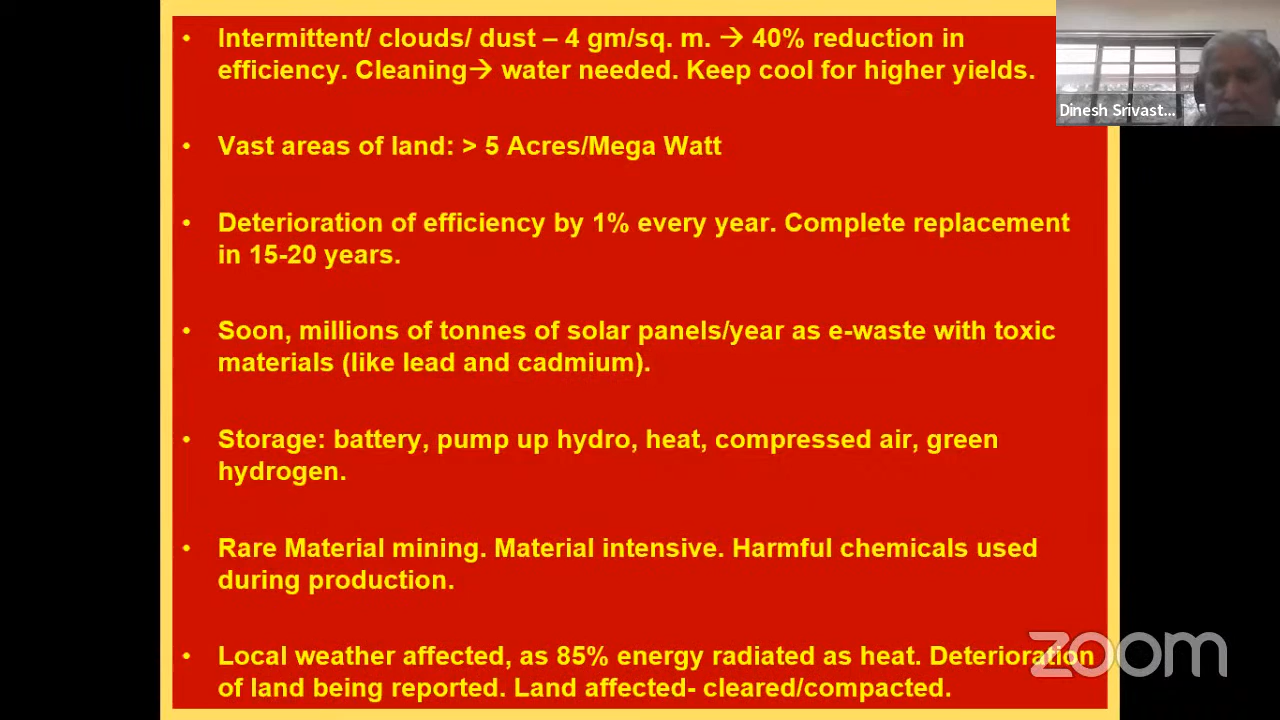 • Intermittent/ clouds/ dust – 4 gm/sq. m. → 40% reduction in
efficiency. Cleaning→ water needed. Keep cool for higher yields.
Dinesh Srivast...
• Vast areas of land: > 5 Acres/Mega Watt
• Deterioration of efficiency by 1% every year. Complete replacement
in 15-20 years.
• Soon, millions of tonnes of solar panels/year as e-waste with toxic
materials (like lead and cadmium).
• Storage: battery, pump up hydro, heat, compressed air, green
hydrogen.
• Rare Material mining. Material intensive. Harmful chemicals used
during production.
• Local weather affected, as 85% energy radiated as heat. Deterioration
of land being reported. Land affected- cleared/compacted.
zoom